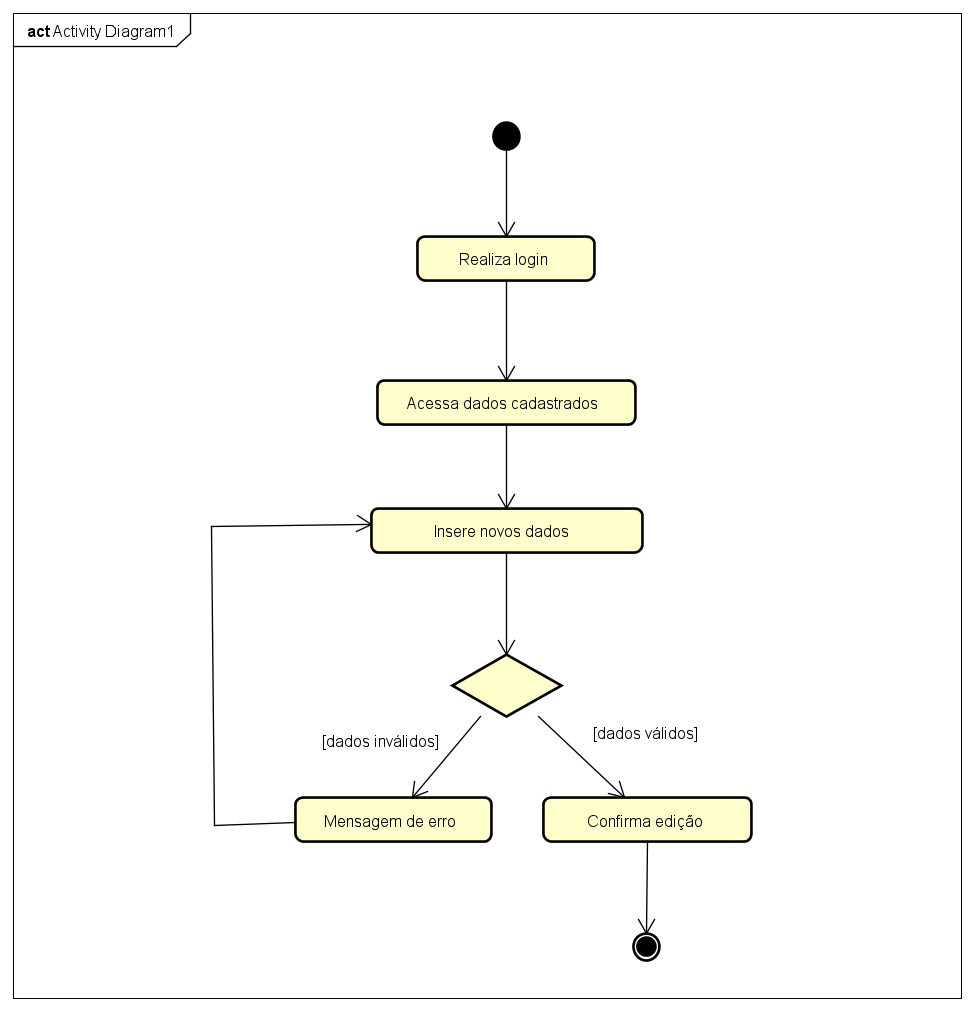 act Activity Diagram1
Realiza login
Acessa dados cadastrados
Insere novos dados
[dados inválidos]
[dados válidos]
Mensagem de erro
Confirma edição